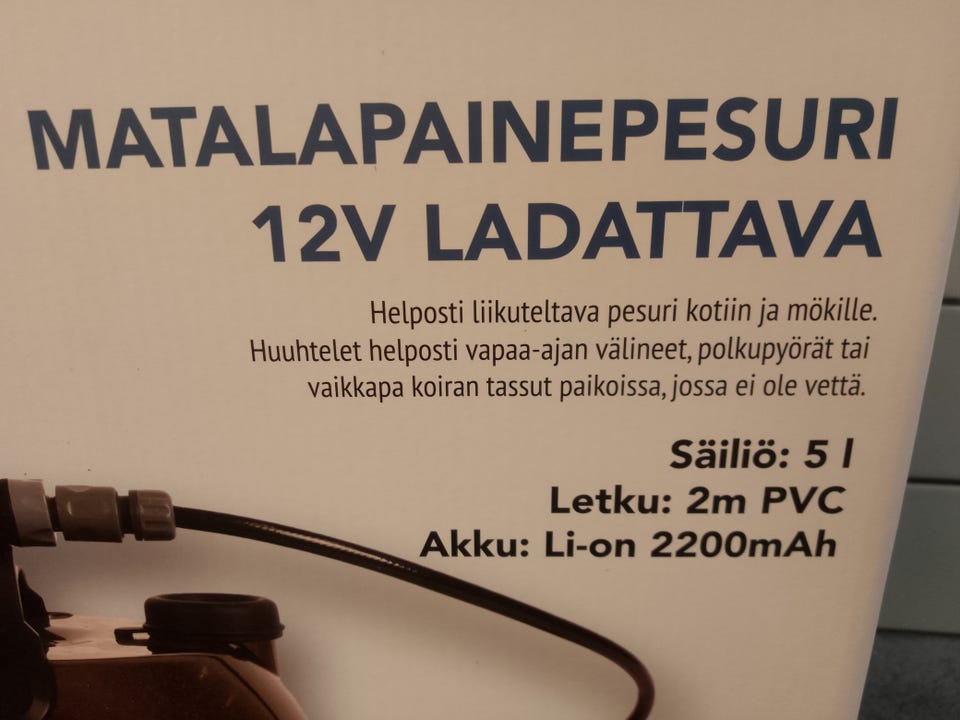 MATALAPAINEPESURI
12V LADATTAVA
Helposti liikuteltava pesuri kotiin ja mökille.
Huuhtelet helposti vapaa-ajan välineet, polkupyörät tai
vaikkapa koiran tassut paikoissa, jossa ei ole vettä.
Säiliö: 5 l
Letku: 2m PVC
Akku: Li-on 2200mAh